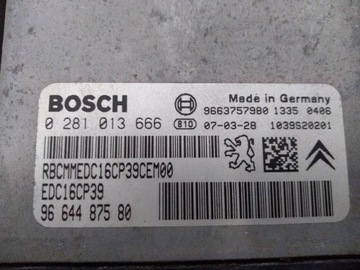 BOSCH
Made in Germany
9663757980 1335 0406
0 281 013 666
810 07-03-28 1039S20201
RBCMMEDC16CP39CEM00
EDC16CP39
96 644 875 80